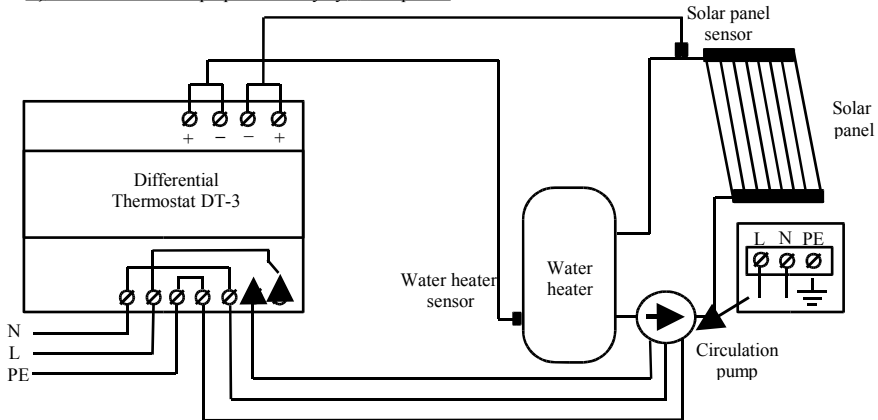 Solar panel
sensor
+ − − +
Solar
panel
Differential
Thermostat DT-3
L N PE
Water heater
sensor
Water
heater
N
L
PE
Circulation
pump